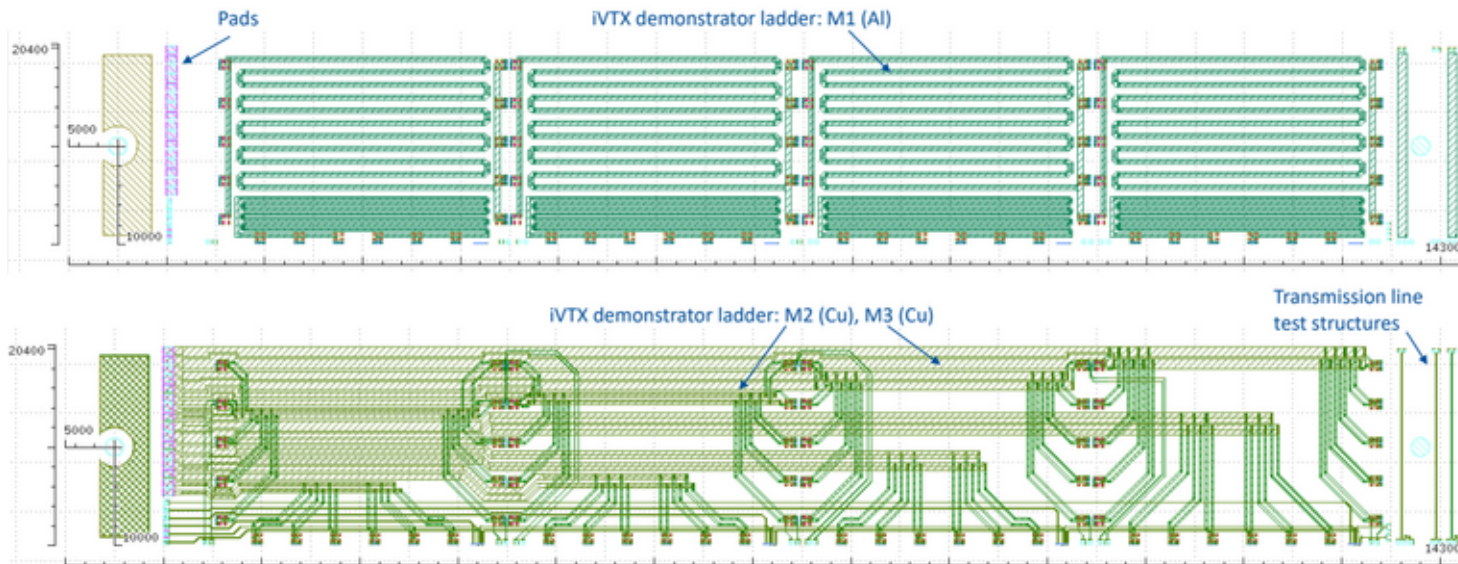 Pads
iVTX demonstrator ladder: M1 (Al)
20400
5000
10000
14300
iVTX demonstrator ladder: M2 (Cu), M3 (Cu)
Transmission line
test structures
20400
5000
10000
14300